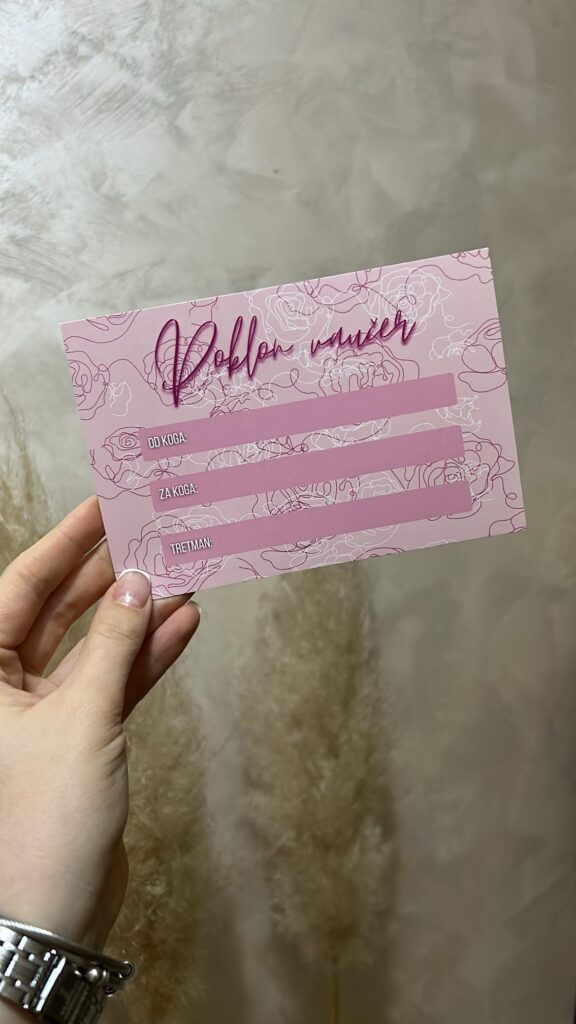 Poklon vaučer
OD KOGA:
ZA KOGA:
TRETMAN: